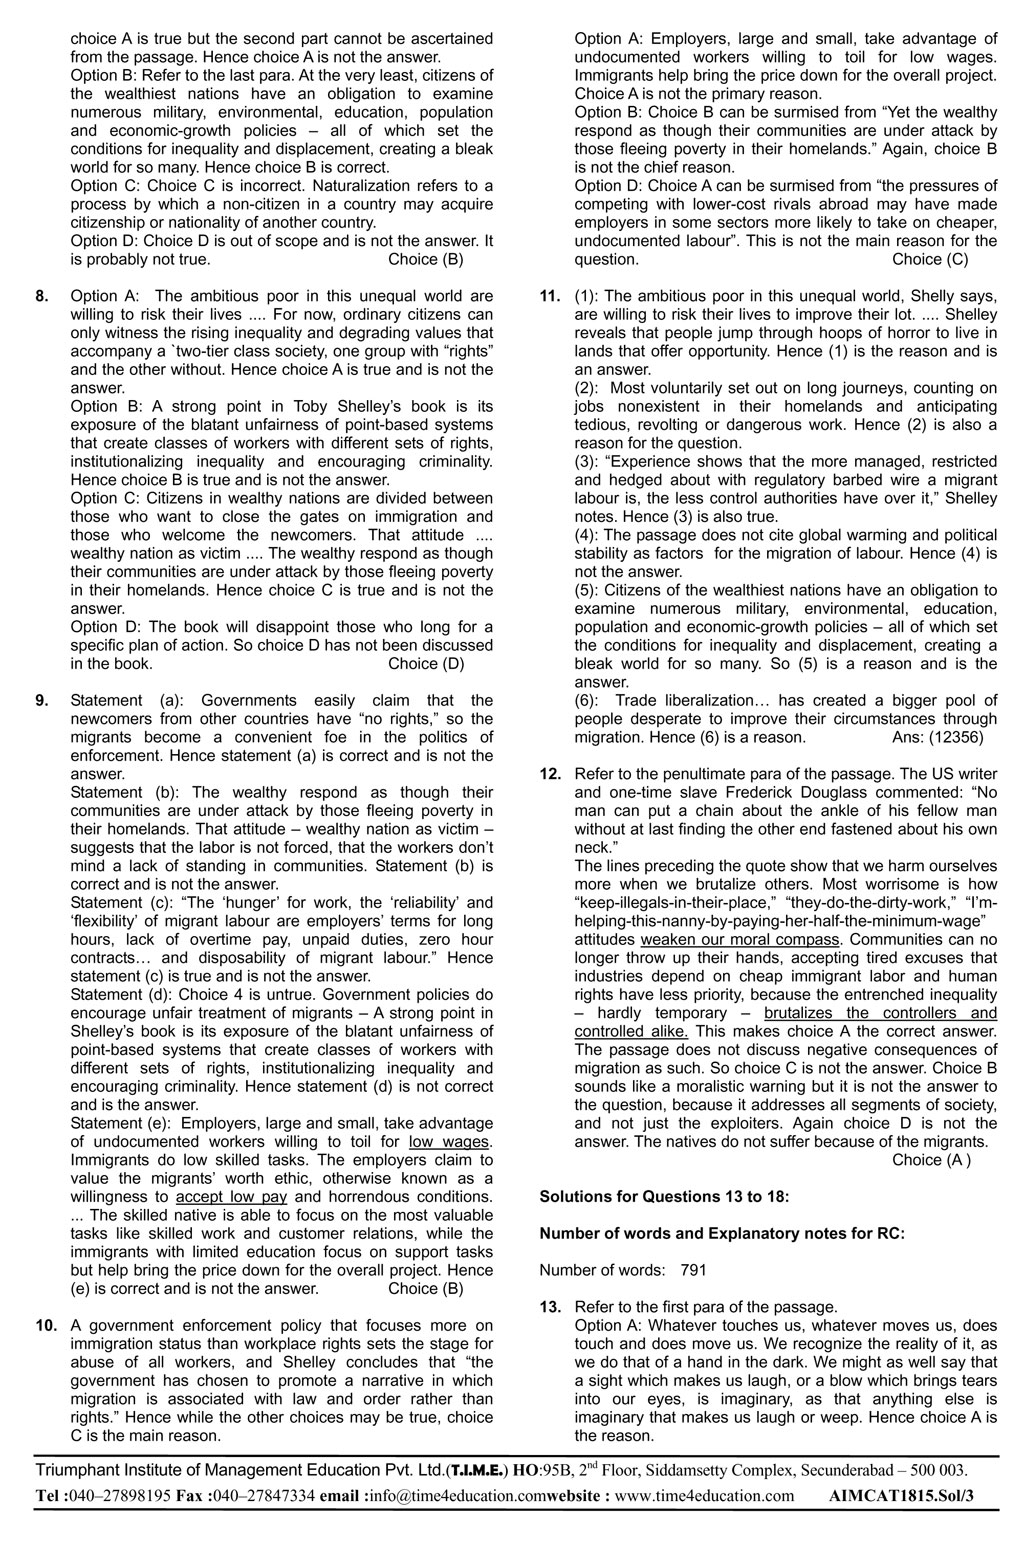 choice A is true but the second part cannot be ascertained
from the passage. Hence choice A is not the answer.
Option B: Refer to the last para. At the very least, citizens of
the wealthiest nations have an obligation to examine
numerous military, environmental, education, population
and economic-growth policies – all of which set the
conditions for inequality and displacement, creating a bleak
world for so many. Hence choice B is correct.
Option C: Choice C is incorrect. Naturalization refers to a
process by which a non-citizen in a country may acquire
citizenship or nationality of another country.
Option D: Choice D is out of scope and is not the answer. It
is probably not true. Choice (B)
8. Option A: The ambitious poor in this unequal world are
willing to risk their lives .... For now, ordinary citizens can
only witness the rising inequality and degrading values that
accompany a `two-tier class society, one group with “rights”
and the other without. Hence choice A is true and is not the
answer.
Option B: A strong point in Toby Shelley’s book is its
exposure of the blatant unfairness of point-based systems
that create classes of workers with different sets of rights,
institutionalizing inequality and encouraging criminality.
Hence choice B is true and is not the answer.
Option C: Citizens in wealthy nations are divided between
those who want to close the gates on immigration and
those who welcome the newcomers. That attitude ....
wealthy nation as victim .... The wealthy respond as though
their communities are under attack by those fleeing poverty
in their homelands. Hence choice C is true and is not the
answer.
Option D: The book will disappoint those who long for a
specific plan of action. So choice D has not been discussed
in the book. Choice (D)
9. Statement (a): Governments easily claim that the
newcomers from other countries have “no rights,” so the
migrants become a convenient foe in the politics of
enforcement. Hence statement (a) is correct and is not the
answer.
Statement (b): The wealthy respond as though their
communities are under attack by those fleeing poverty in
their homelands. That attitude – wealthy nation as victim –
suggests that the labor is not forced, that the workers don’t
mind a lack of standing in communities. Statement (b) is
correct and is not the answer.
Statement (c): “The ‘hunger’ for work, the ‘reliability’ and
‘flexibility’ of migrant labour are employers’ terms for long
hours, lack of overtime pay, unpaid duties, zero hour
contracts… and disposability of migrant labour.” Hence
statement (c) is true and is not the answer.
Statement (d): Choice 4 is untrue. Government policies do
encourage unfair treatment of migrants – A strong point in
Shelley’s book is its exposure of the blatant unfairness of
point-based systems that create classes of workers with
different sets of rights, institutionalizing inequality and
encouraging criminality. Hence statement (d) is not correct
and is the answer.
Statement (e): Employers, large and small, take advantage
of undocumented workers willing to toil for low wages.
Immigrants do low skilled tasks. The employers claim to
value the migrants’ worth ethic, otherwise known as a
willingness to accept low pay and horrendous conditions.
... The skilled native is able to focus on the most valuable
tasks like skilled work and customer relations, while the
immigrants with limited education focus on support tasks
but help bring the price down for the overall project. Hence
(e) is correct and is not the answer. Choice (B)
10. A government enforcement policy that focuses more on
immigration status than workplace rights sets the stage for
abuse of all workers, and Shelley concludes that “the
government has chosen to promote a narrative in which
migration is associated with law and order rather than
rights.” Hence while the other choices may be true, choice
C is the main reason.
Option A: Employers, large and small, take advantage of
undocumented workers willing to toil for low wages.
Immigrants help bring the price down for the overall project.
Choice A is not the primary reason.
Option B: Choice B can be surmised from “Yet the wealthy
respond as though their communities are under attack by
those fleeing poverty in their homelands.” Again, choice B
is not the chief reason.
Option D: Choice A can be surmised from “the pressures of
competing with lower-cost rivals abroad may have made
employers in some sectors more likely to take on cheaper,
undocumented labour”. This is not the main reason for the
question. Choice (C)
11. (1): The ambitious poor in this unequal world, Shelly says,
are willing to risk their lives to improve their lot. .... Shelley
reveals that people jump through hoops of horror to live in
lands that offer opportunity. Hence (1) is the reason and is
an answer.
(2): Most voluntarily set out on long journeys, counting on
jobs nonexistent in their homelands and anticipating
tedious, revolting or dangerous work. Hence (2) is also a
reason for the question.
(3): “Experience shows that the more managed, restricted
and hedged about with regulatory barbed wire a migrant
labour is, the less control authorities have over it,” Shelley
notes. Hence (3) is also true.
(4): The passage does not cite global warming and political
stability as factors for the migration of labour. Hence (4) is
not the answer.
(5): Citizens of the wealthiest nations have an obligation to
examine numerous military, environmental, education,
population and economic-growth policies – all of which set
the conditions for inequality and displacement, creating a
bleak world for so many. So (5) is a reason and is the
answer.
(6): Trade liberalization… has created a bigger pool of
people desperate to improve their circumstances through
migration. Hence (6) is a reason. Ans: (12356)
12. Refer to the penultimate para of the passage. The US writer
and one-time slave Frederick Douglass commented: “No
man can put a chain about the ankle of his fellow man
without at last finding the other end fastened about his own
neck.”
The lines preceding the quote show that we harm ourselves
more when we brutalize others. Most worrisome is how
“keep-illegals-in-their-place,” “they-do-the-dirty-work,” “I’m-
helping-this-nanny-by-paying-her-half-the-minimum-wage”
attitudes weaken our moral compass. Communities can no
longer throw up their hands, accepting tired excuses that
industries depend on cheap immigrant labor and human
rights have less priority, because the entrenched inequality
– hardly temporary – brutalizes the controllers and
controlled alike. This makes choice A the correct answer.
The passage does not discuss negative consequences of
migration as such. So choice C is not the answer. Choice B
sounds like a moralistic warning but it is not the answer to
the question, because it addresses all segments of society,
and not just the exploiters. Again choice D is not the
answer. The natives do not suffer because of the migrants.
Choice (A )
Solutions for Questions 13 to 18:
Number of words and Explanatory notes for RC:
Number of words: 791
13. Refer to the first para of the passage.
Option A: Whatever touches us, whatever moves us, does
touch and does move us. We recognize the reality of it, as
we do that of a hand in the dark. We might as well say that
a sight which makes us laugh, or a blow which brings tears
into our eyes, is imaginary, as that anything else is
imaginary that makes us laugh or weep. Hence choice A is
the reason.
Triumphant Institute of Management Education Pvt. Ltd.(T.I.M.E.) HO:95B, 2nd Floor, Siddamsetty Complex, Secunderabad – 500 003.
Tel :040–27898195 Fax :040–27847334 email :info@time4education.comwebsite : www.time4education.com AIMCAT1815.Sol/3